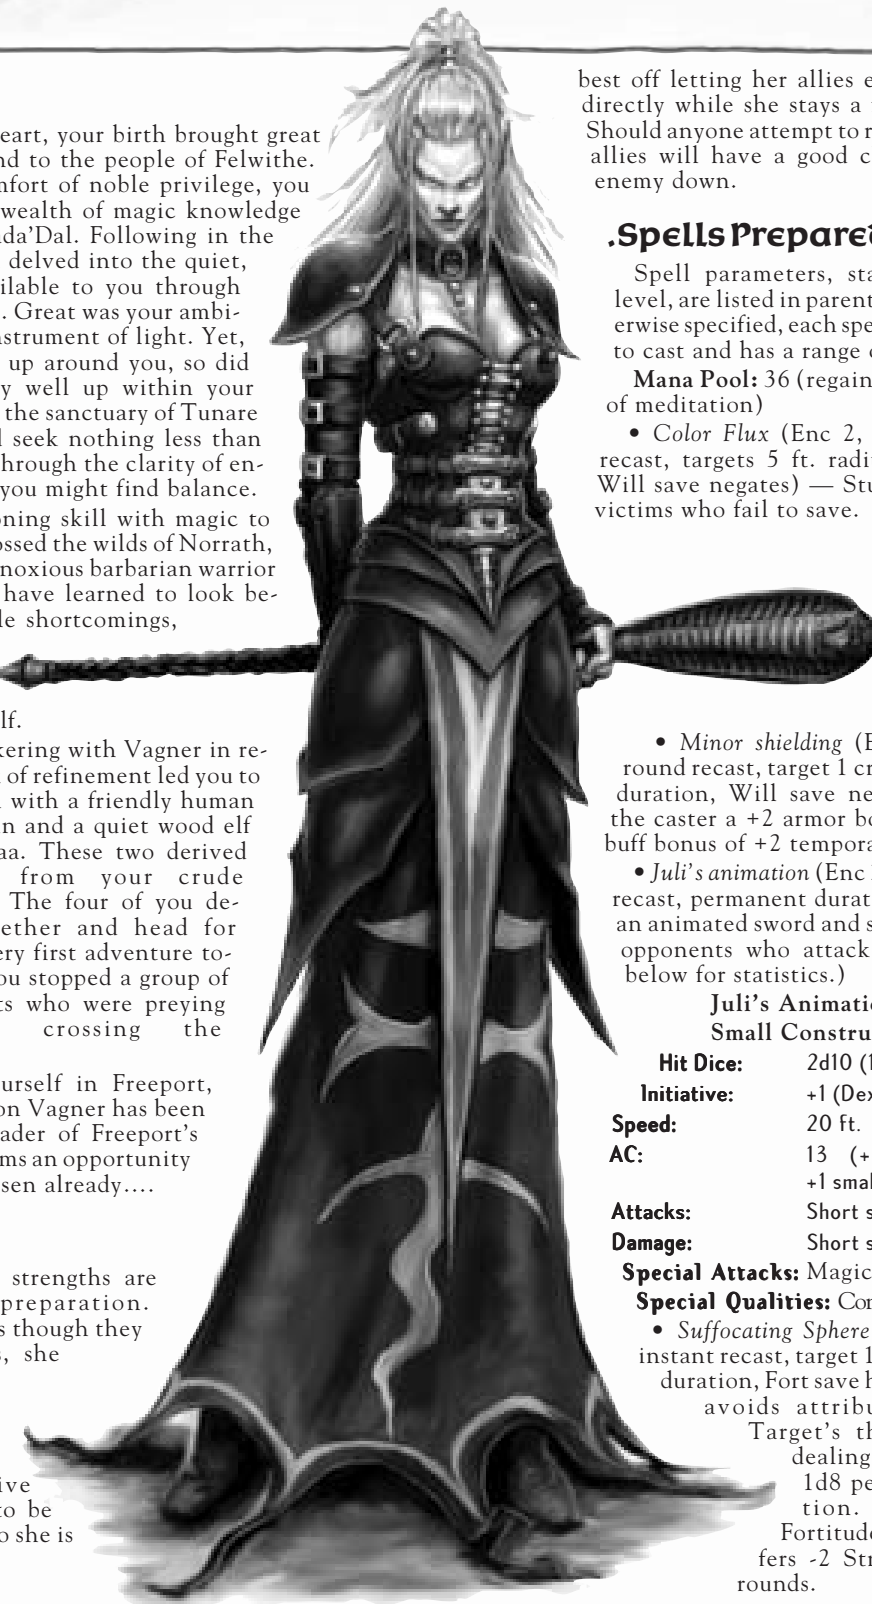 eart, your birth brought great
nd to the people of Felwithe.
nfort of noble privilege, you
wealth of magic knowledge
da'Dal. Following in the
delved into the quiet,
ilable to you through
. Great was your ambi-
nstrument of light. Yet,
up around you, so did
y well up within your
the sanctuary of Tunare
l seek nothing less than
hrough the clarity of en-
you might find balance.
ning skill with magic to
ossed the wilds of Norrath,
noxious barbarian warrior
have learned to look be-
le shortcomings,
lf.
kering with Vagner in re-
of refinement led you to
with a friendly human
n and a quiet wood elf
aa. These two derived
from your crude
The four of you de-
ether and head for
ery first adventure to-
ou stopped a group of
ts who were preying
crossing the
urself in Freeport,
on Vagner has been
ader of Freeport's
ms an opportunity
sen already....
strengths are
preparation.
s though they
s, she
ive
to be
o she is
best off letting her allies e
directly while she stays a
Should anyone attempt to r
allies will have a good c
enemy down.
.Spells Prepared
Spell parameters, sta
level, are listed in parent
erwise specified, each spe
to cast and has a range
Mana Pool: 36 (regain
of meditation)
• Color Flux (Enc 2,
recast, targets 5 ft. radi
Will save negates) — Stu
victims who fail to save.
• Minor shielding (E
round recast, target 1 cr
duration, Will save ne
the caster a +2 armor bo
buff bonus of +2 tempora
• Juli's animation (Enc
recast, permanent durat
an animated sword and s
opponents who attack
below for statistics.)
Juli's Animatio
Small Constru
Hit Dice: 2d10 (1
Initiative: +1 (Dex
Speed: 20 ft.
AC: 13 (+
+1 smal
Attacks: Short s
Damage: Short s
Special Attacks: Magic
Special Qualities: Con
• Suffocating Sphere
instant recast, target 1
duration, Fort save h
avoids attribu
Target's th
dealing
1d8 pe
tion.
Fortitude
fers -2 Str
rounds.